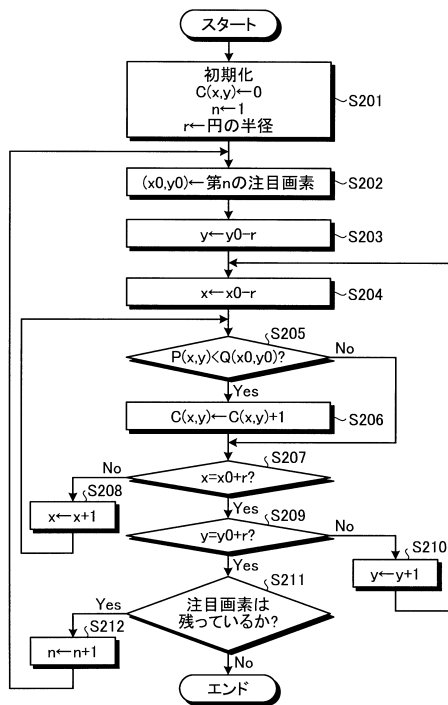 スタート
初期化
C(x,y)←0
n←1
r←円の半径
S201
(x0,y0)←第nの注目画素
S202
y←y0-r
S203
x←x0-r
S204
S205
P(x,y)<Q(x0,y0)?
No
Yes
C(x,y)←C(x,y)+1
S206
S207
No
x=x0+r?
S208
x←x+1
Yes
S209
y=y0+r?
No
S210
y←y+1
Yes
S211
注目画素は
残っているか?
Yes
S212
n←n+1
No
エンド